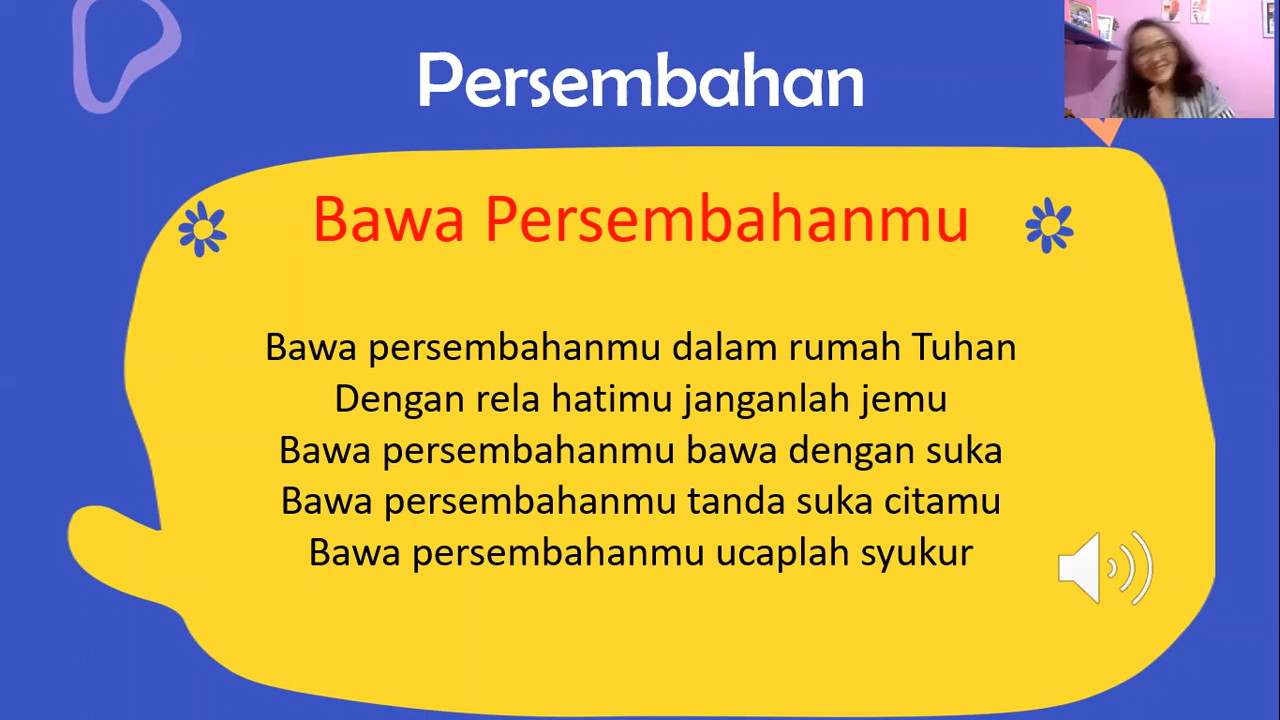 Persembahan
Bawa Persembahanmu
Bawa persembahanmu dalam rumah Tuhan
Dengan rela hatimu janganlah jemu
Bawa persembahanmu bawa dengan suka
Bawa persembahanmu tanda suka citamu
Bawa persembahanmu ucaplah syukur